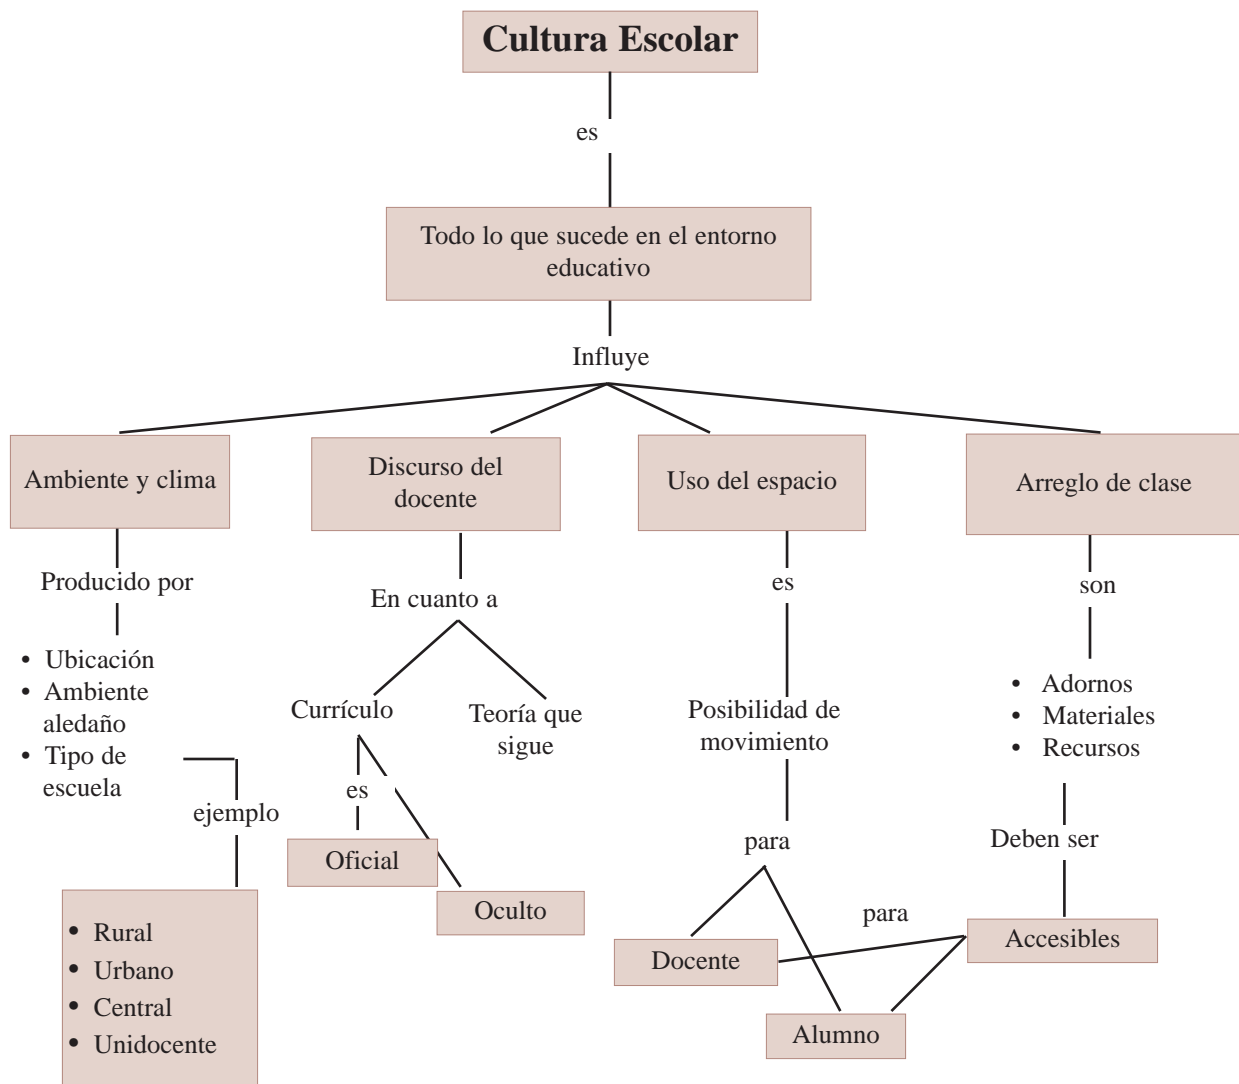 Cultura Escolar
es
Todo lo que sucede en el entorno
educativo
Influye
Ambiente y clima
Producido por
• Ubicación
• Ambiente
aledaño
• Tipo de
escuela
ejemplo
• Rural
• Urbano
• Central
• Unidocente
Discurso del
docente
En cuanto a
Currículo
es
Oficial
Oculto
Teoría que
sigue
Uso del espacio
es
Posibilidad de
movimiento
para
Docente
Alumno
Arreglo de clase
son
• Adornos
• Materiales
• Recursos
Deben ser
Accesibles
para